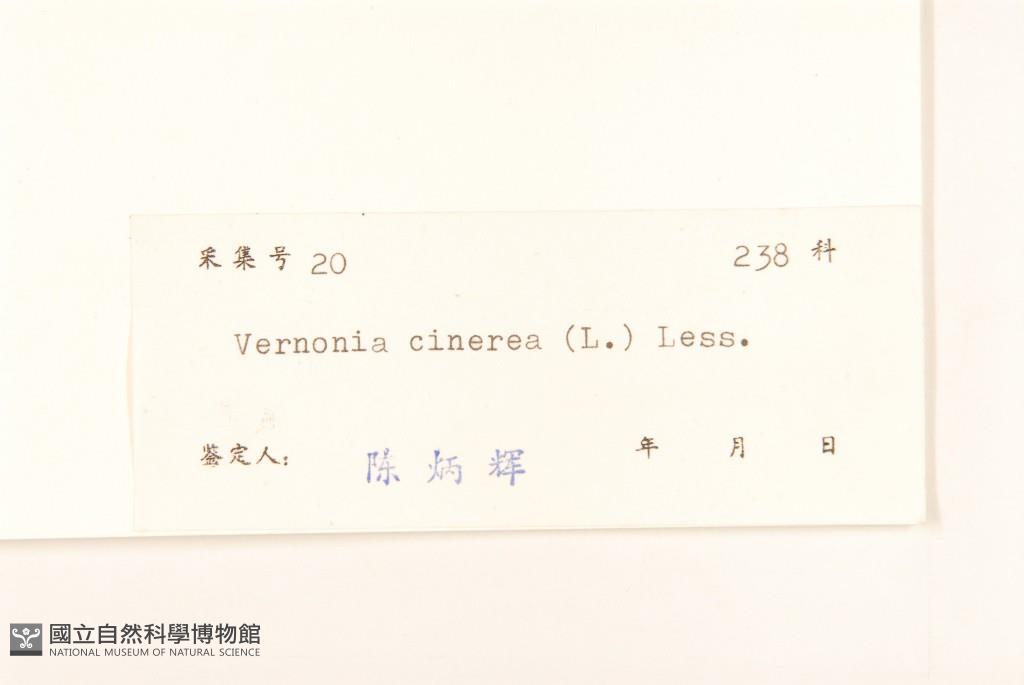 采集号 20 238 科
Vernonia cinerea (L.) Less.
鉴定人: 陈炳辉 年 月 日
國立自然科學博物館
NATIONAL MUSEUM OF NATURAL SCIENCE